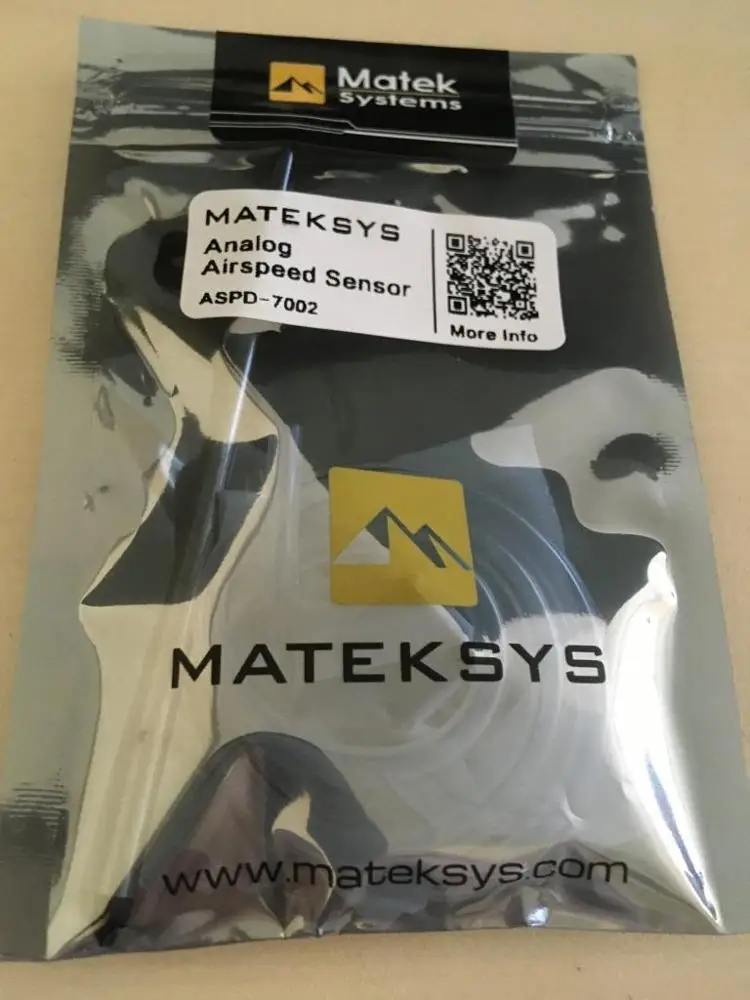 Matek
Systems
MATEKSYS
Analog
Airspeed Sensor
ASPD-7002
More Info
MATEKSYS
www.mateksys.com